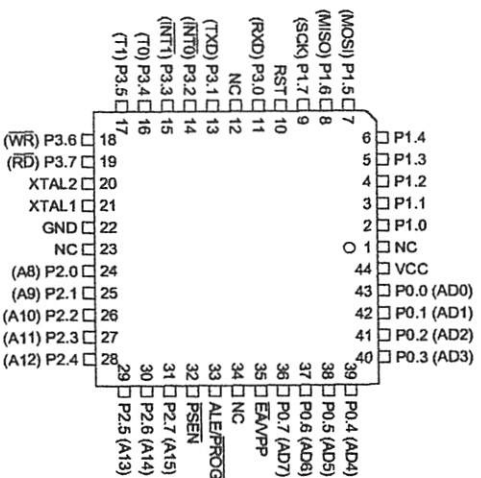 (T1) P3.5
(T0) P3.4
(INT1) P3.3
(INT0) P3.2
(TXD) P3.1
NC
(RXD) P3.0
RST
(SCK) P1.7
(MISO) P1.6
(MOSI) P1.5
17
16
15
14
13
12
11
10
9
8
7
(WR) P3.6 18
(RD) P3.7 19
XTAL2 20
XTAL1 21
GND 22
NC 23
(A8) P2.0 24
(A9) P2.1 25
(A10) P2.2 26
(A11) P2.3 27
(A12) P2.4 28
6 P1.4
5 P1.3
4 P1.2
3 P1.1
2 P1.0
1 NC
44 VCC
43 P0.0 (AD0)
42 P0.1 (AD1)
41 P0.2 (AD2)
40 P0.3 (AD3)
29
30
31
32
33
34
35
36
37
38
39
P2.5 (A13)
P2.6 (A14)
P2.7 (A15)
PSEN
ALE/PROG
NC
EA/VPP
P0.7 (AD7)
P0.6 (AD6)
P0.5 (AD5)
P0.4 (AD4)